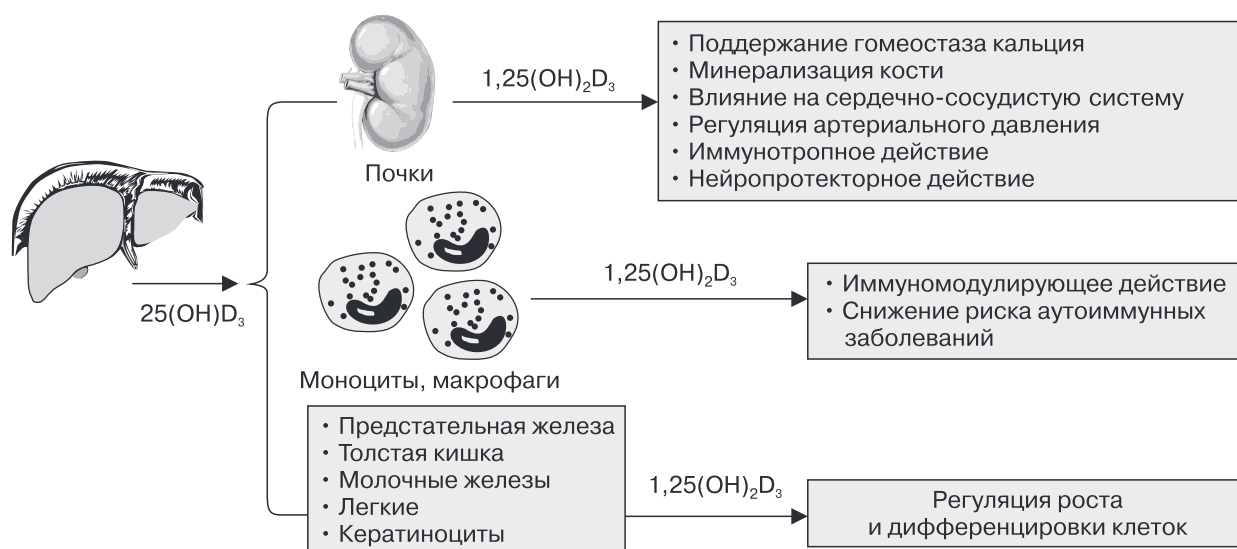 1,25(OH)₂D₃
Почки
• Поддержание гомеостаза кальция
• Минерализация кости
• Влияние на сердечно-сосудистую систему
• Регуляция артериального давления
• Иммунотропное действие
• Нейропротекторное действие
25(OH)D₃
Моноциты, макрофаги
1,25(OH)₂D₃
• Иммуномодулирующее действие
• Снижение риска аутоиммунных
заболеваний
• Предстательная железа
• Толстая кишка
• Молочные железы
• Легкие
• Кератиноциты
1,25(OH)₂D₃
Регуляция роста
и дифференцировки клеток